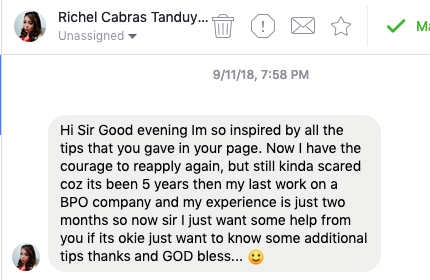 Richel Cabras Tanduy...
Unassigned
Ma
9/11/18, 7:58 PM
Hi Sir Good evening Im so inspired by all the
tips that you gave in your page. Now I have the
courage to reapply again, but still kinda scared
coz its been 5 years then my last work on a
BPO company and my experience is just two
months so now sir I just want some help from
you if its okie just want to know some additional
tips thanks and GOD bless... 🙂